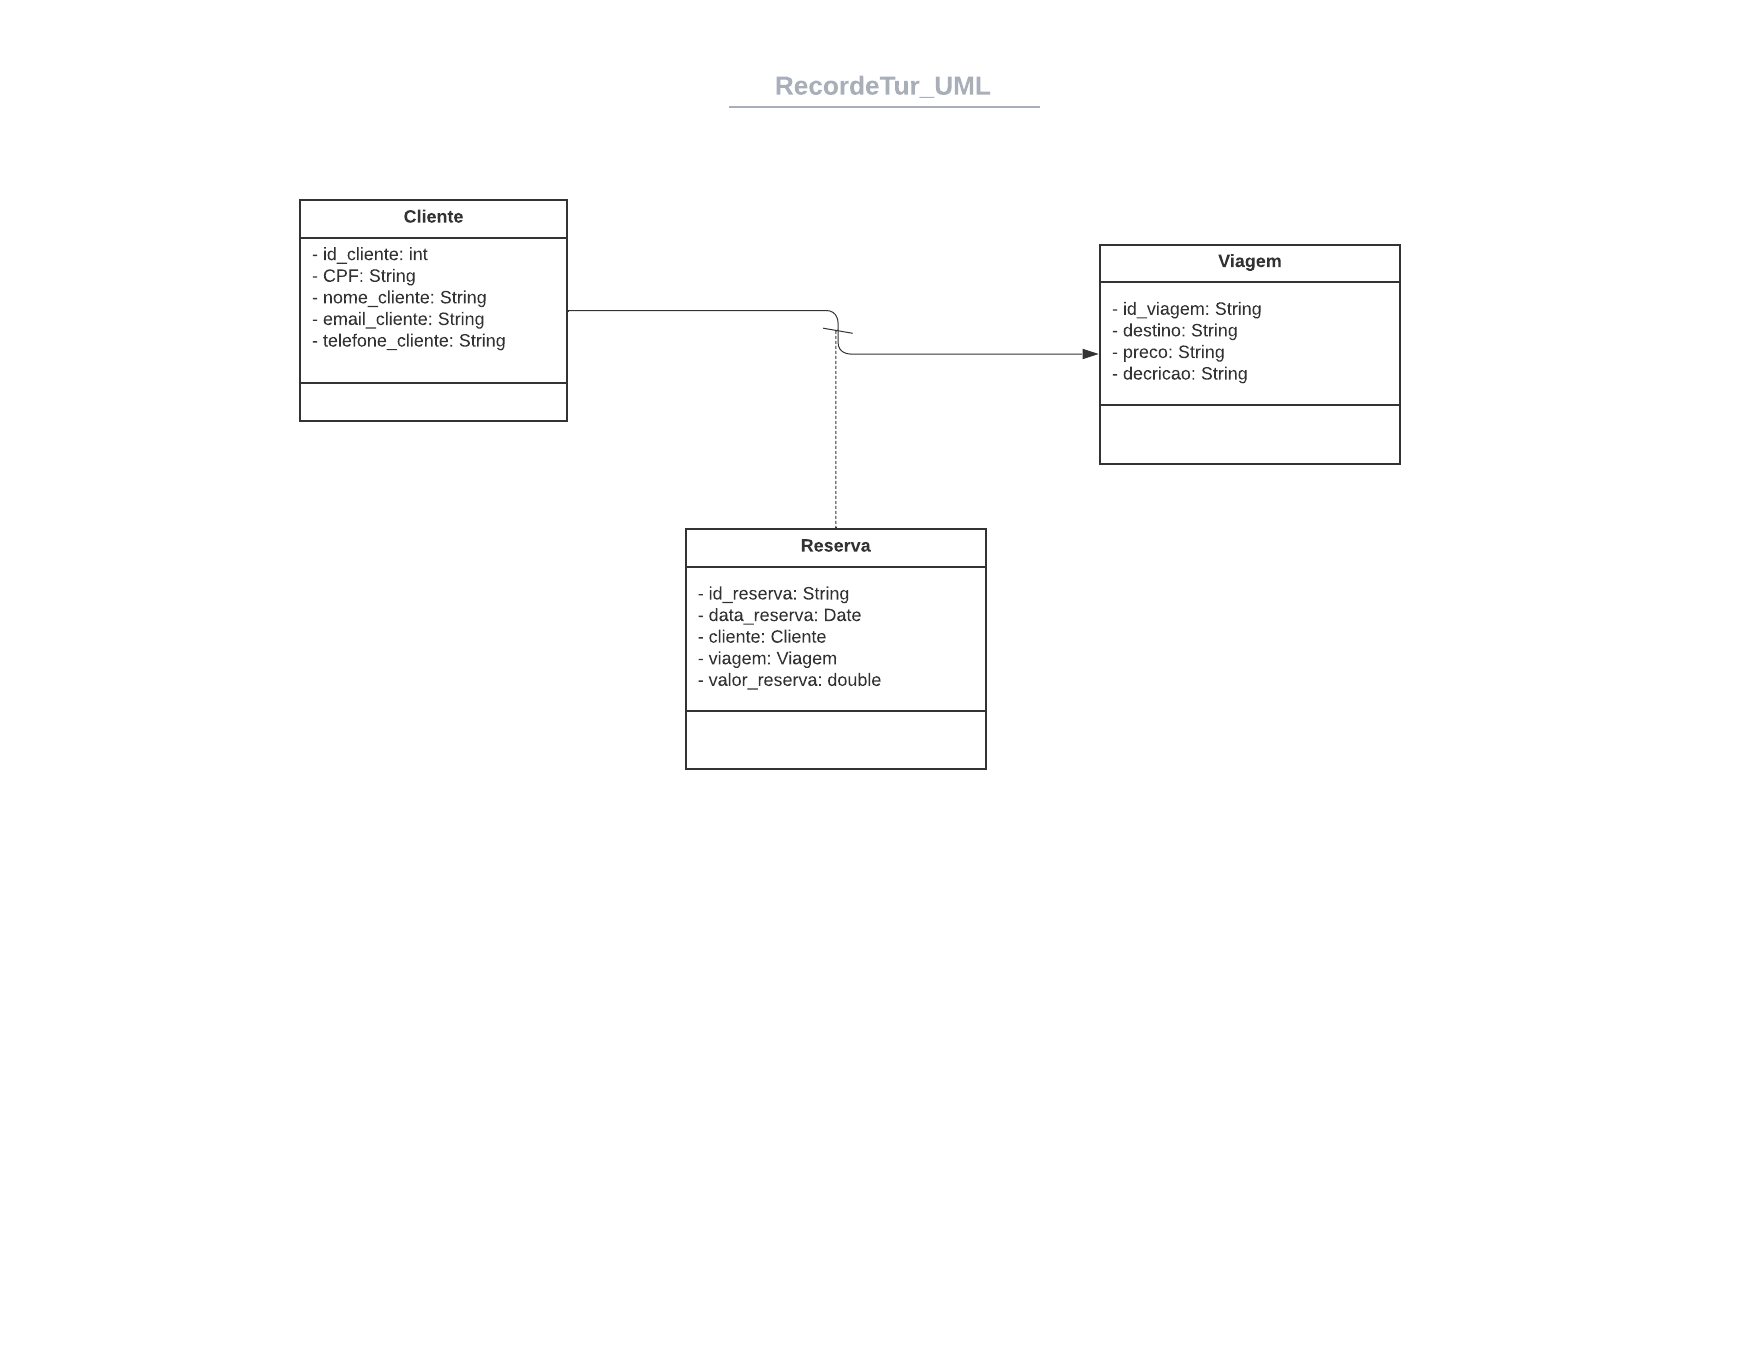 RecordeTur_UML
Cliente
- id_cliente: int
- CPF: String
- nome_cliente: String
- email_cliente: String
- telefone_cliente: String
Viagem
- id_viagem: String
- destino: String
- preco: String
- decricao: String
Reserva
- id_reserva: String
- data_reserva: Date
- cliente: Cliente
- viagem: Viagem
- valor_reserva: double